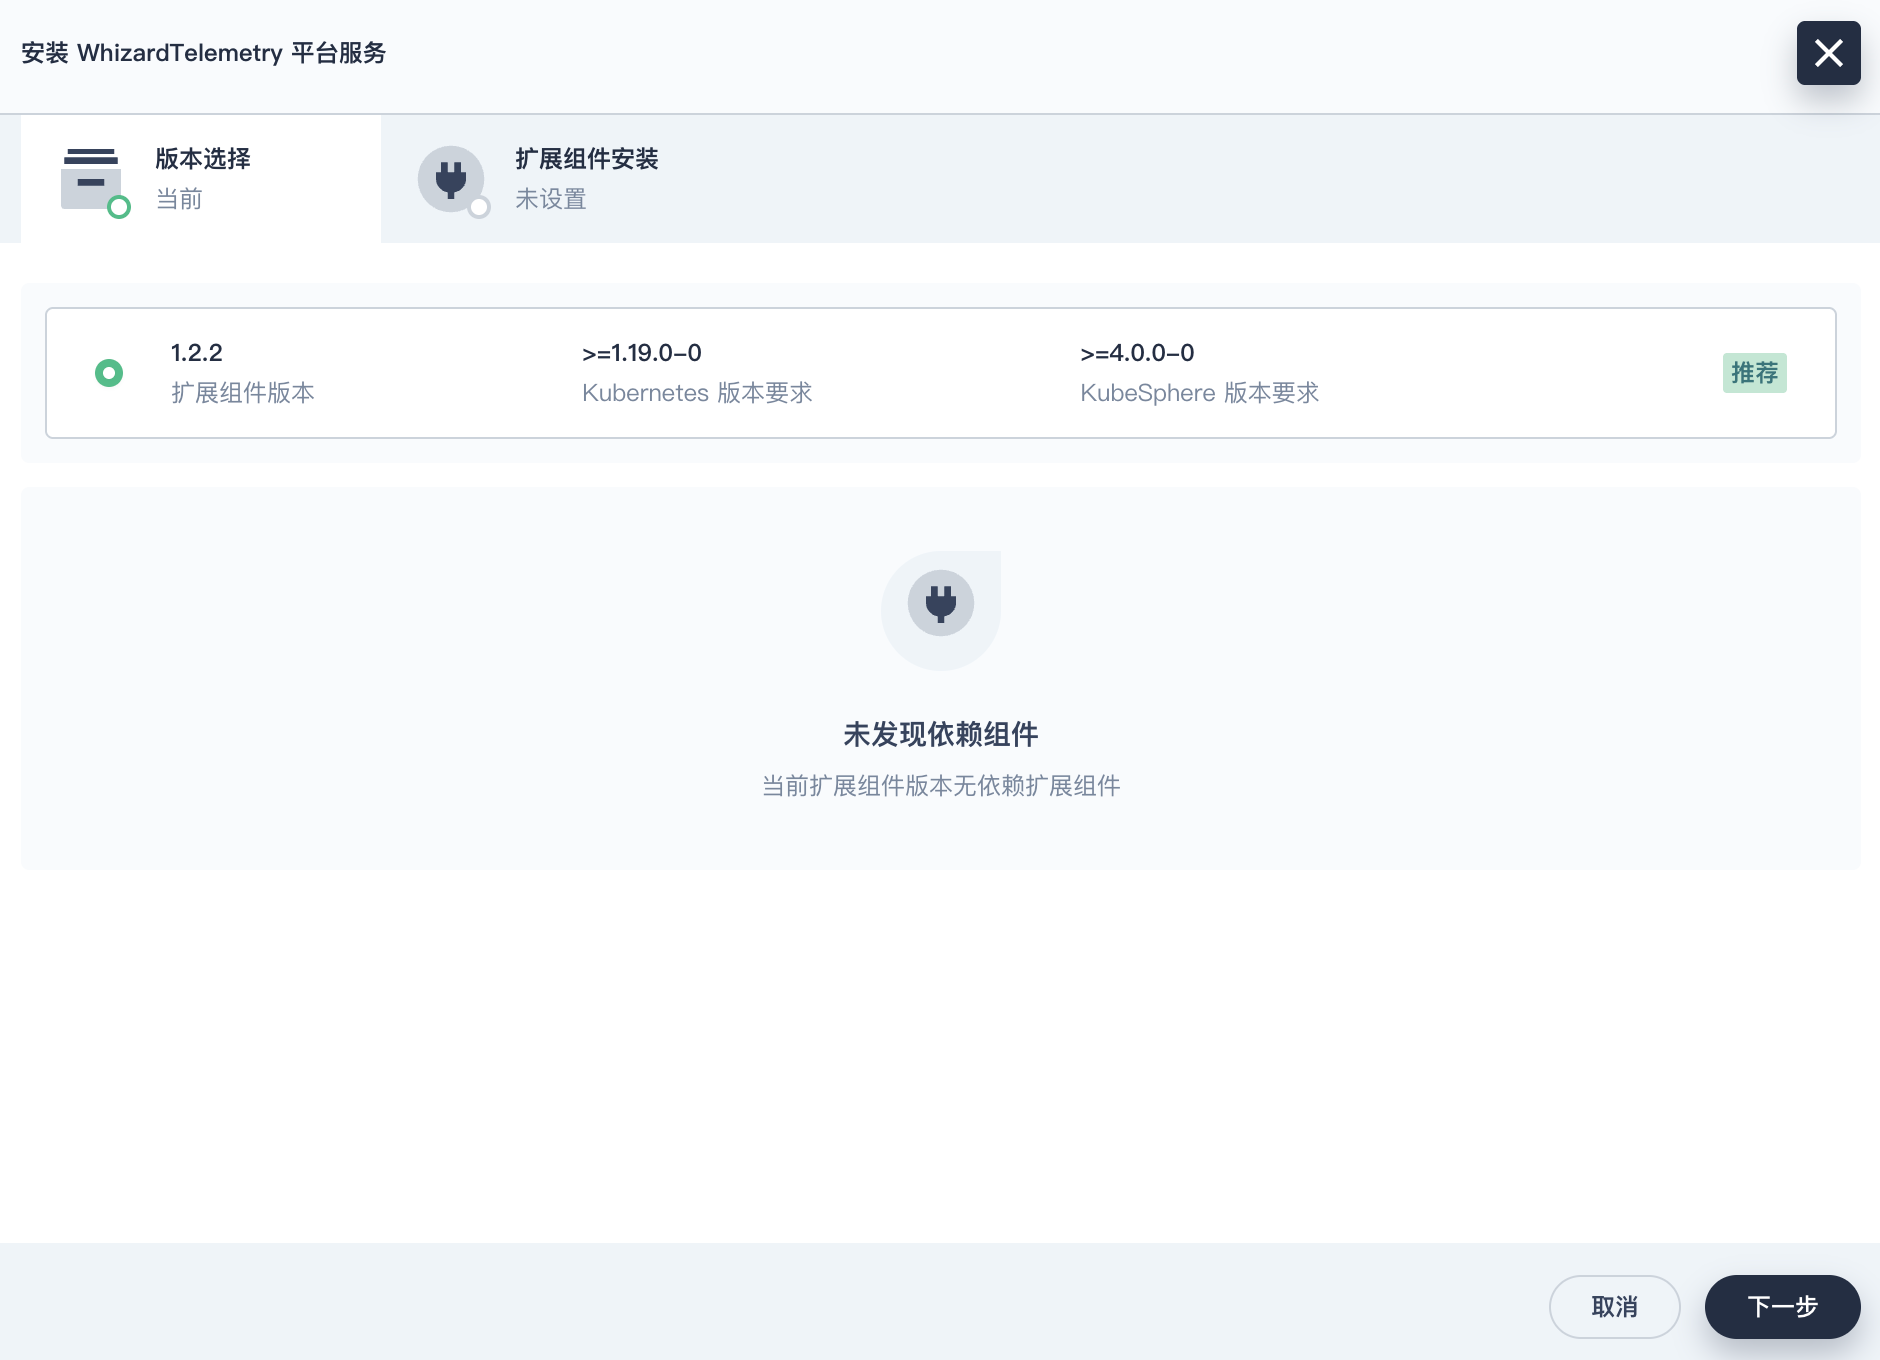 安装 WhizardTelemetry 平台服务
版本选择
当前
扩展组件安装
未设置
1.2.2
扩展组件版本
>=1.19.0-0
Kubernetes 版本要求
>=4.0.0-0
KubeSphere 版本要求
推荐
未发现依赖组件
当前扩展组件版本无依赖扩展组件
取消
下一步